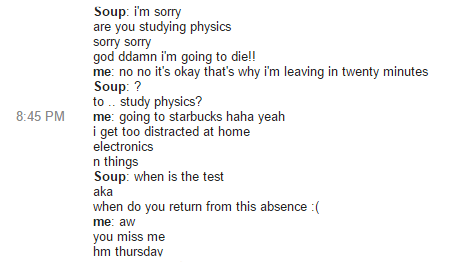 Soup: i'm sorry
are you studying physics
sorry sorry
god ddamn i'm going to die!!
me: no no it's okay that's why i'm leaving in twenty minutes
Soup: ?
to .. study physics?
8:45 PM me: going to starbucks haha yeah
i get too distracted at home
electronics
n things
Soup: when is the test
aka
when do you return from this absence :(
me: aw
you miss me
hm thursday